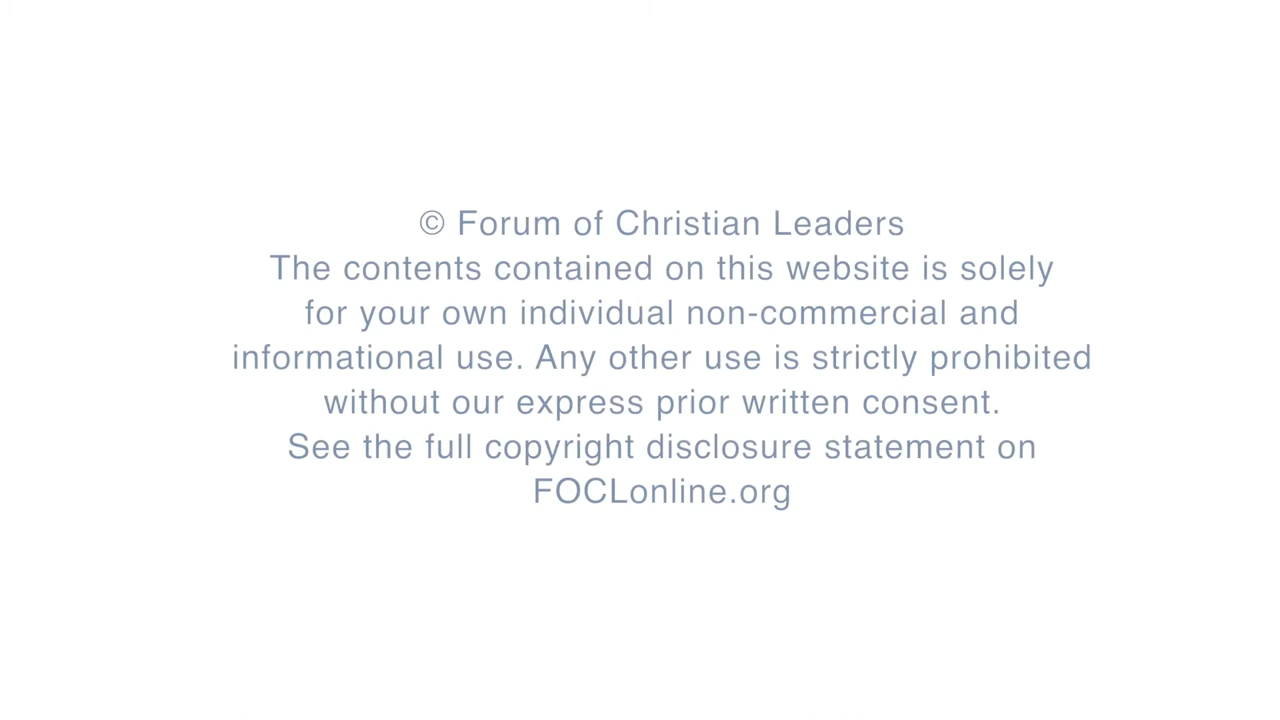 © Forum of Christian Leaders
The contents contained on this website is solely
for your own individual non-commercial and
informational use. Any other use is strictly prohibited
without our express prior written consent.
See the full copyright disclosure statement on
FOCLonline.org